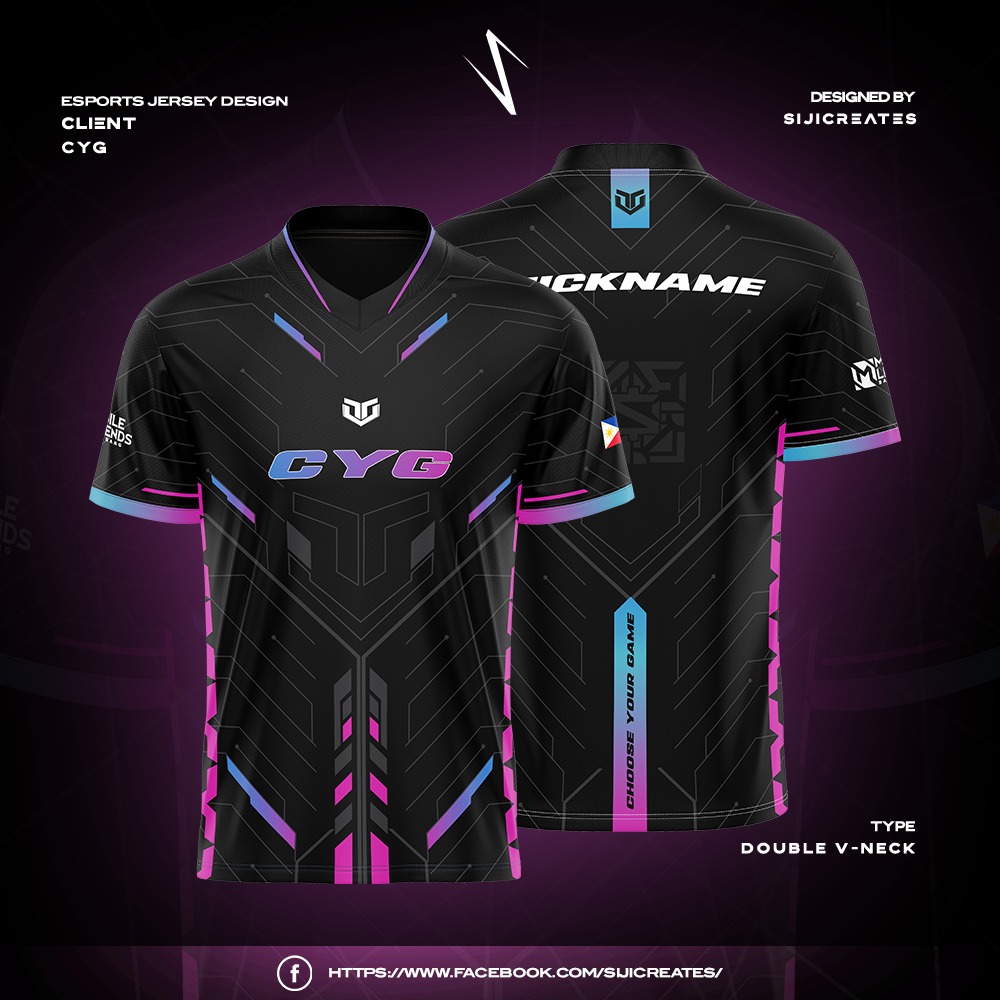 ESPORTS JERSEY DESIGN
CLIENT
CYG
DESIGNED BY
SIJICREATES
CYG
CHOOSE YOUR GAME
TYPE
DOUBLE V-NECK
HTTPS://WWW.FACEBOOK.COM/SIJICREATES/